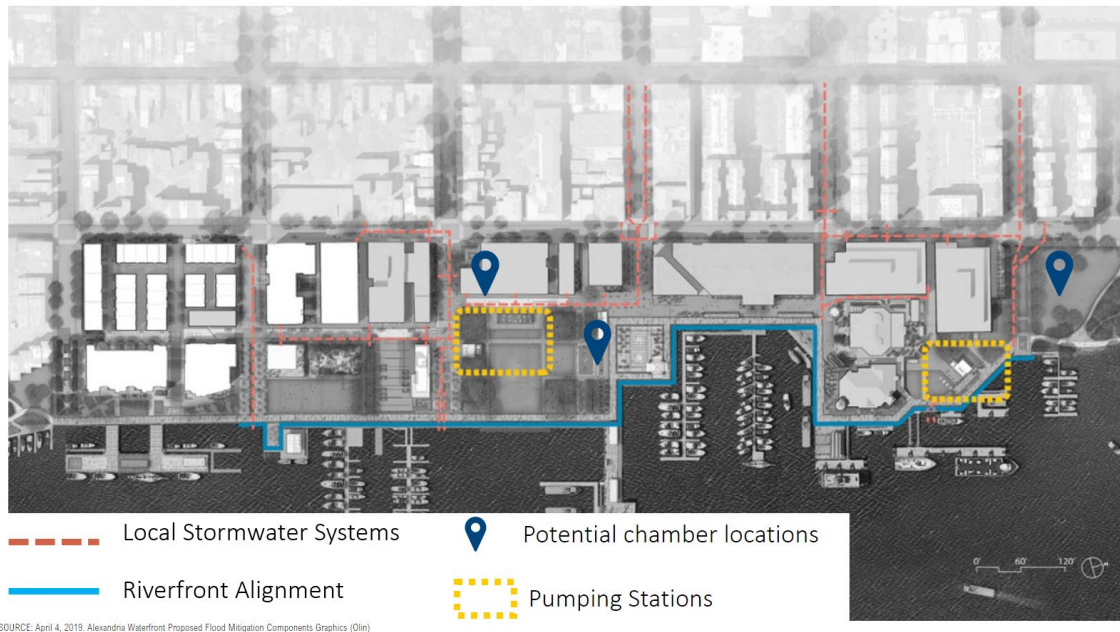 0' 60' 120'
Local Stormwater Systems
Potential chamber locations
Riverfront Alignment
Pumping Stations
SOURCE: April 4, 2019. Alexandria Waterfront Proposed Flood Mitigation Components Graphics (Olin)